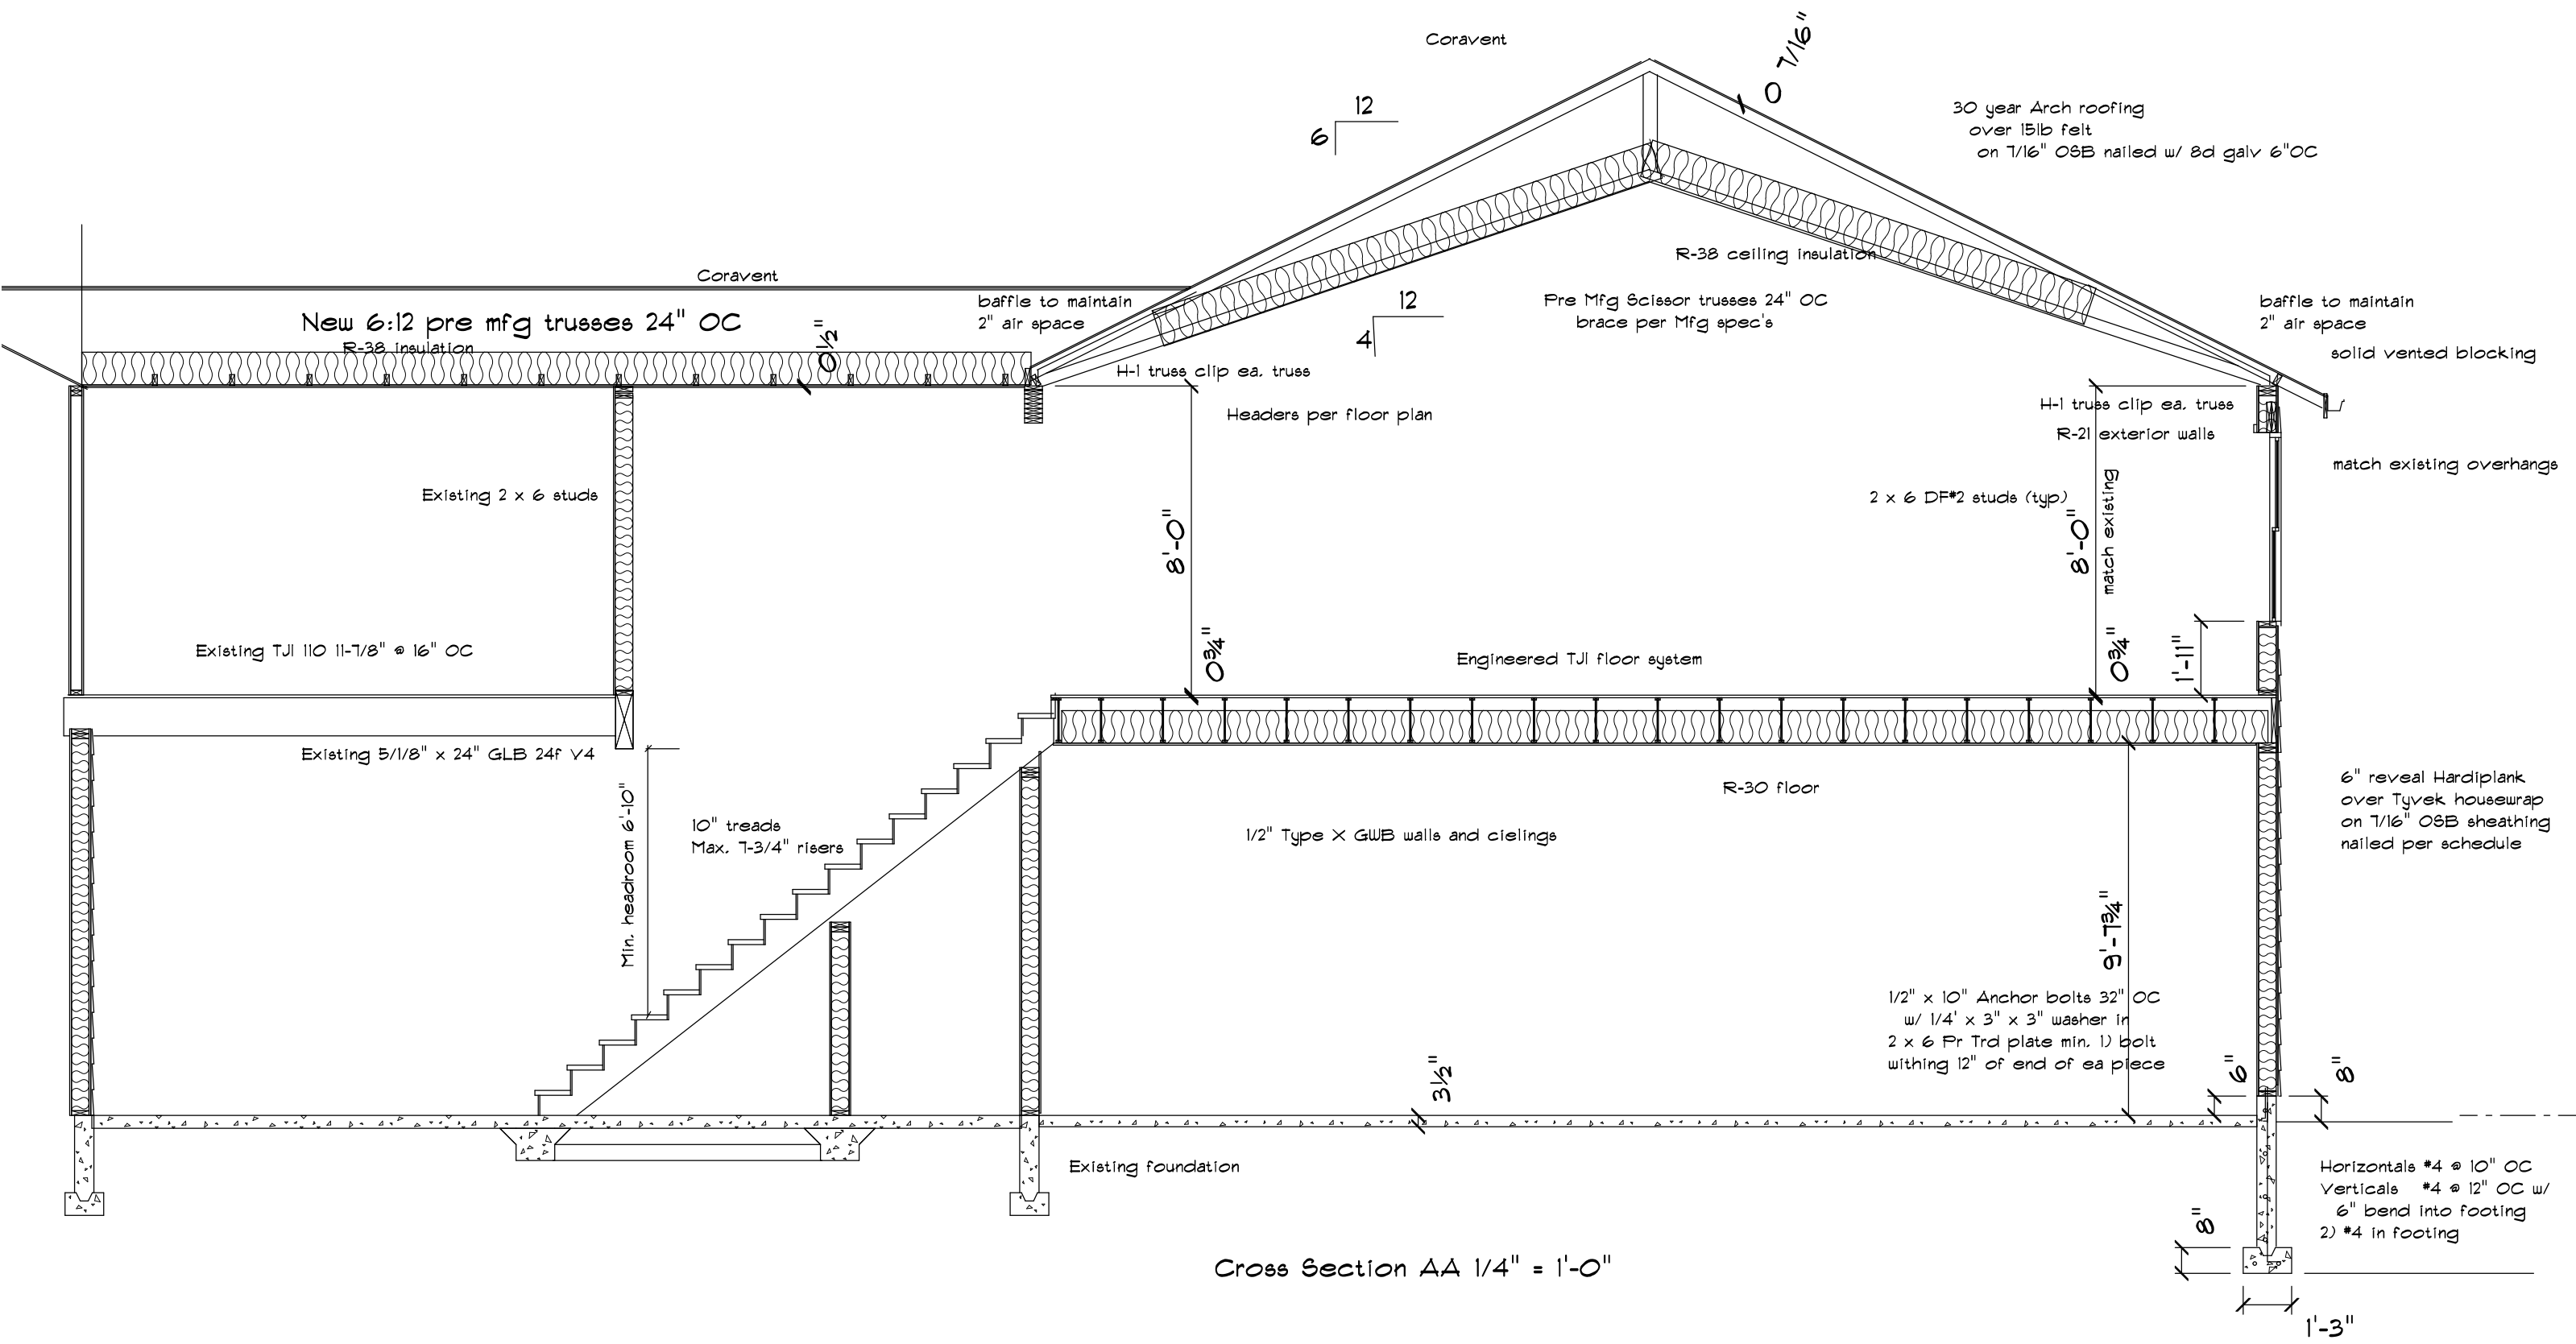 Coravent
0 7/16"
12
6
30 year Arch roofing
over 15lb felt
on 7/16" OSB nailed w/ 8d galv 6"OC
R-38 ceiling insulation
Coravent
baffle to maintain
2" air space
New 6:12 pre mfg trusses 24" OC
R-38 insulation
0½"
12
4
Pre Mfg Scissor trusses 24" OC
brace per Mfg spec's
baffle to maintain
2" air space
solid vented blocking
H-1 truss clip ea. truss
Headers per floor plan
H-1 truss clip ea. truss
R-21 exterior walls
match existing overhangs
Existing 2 x 6 studs
8'-0"
2 x 6 DF#2 studs (typ)
8'-0"
match existing
Existing TJI 110 11-7/8" @ 16" OC
0¾"
Engineered TJI floor system
0¾"
1'-11"
Existing 5/1/8" x 24" GLB 24f V4
Min. headroom 6'-10"
10" treads
Max. 7-3/4" risers
R-30 floor
1/2" Type X GWB walls and cielings
6" reveal Hardiplank
over Tyvek housewrap
on 7/16" OSB sheathing
nailed per schedule
9'-7¾"
1/2" x 10" Anchor bolts 32" OC
w/ 1/4' x 3" x 3" washer in
2 x 6 Pr Trd plate min. 1) bolt
withing 12" of end of ea piece
3½"
6"
8"
Existing foundation
Horizontals #4 @ 10" OC
Verticals #4 @ 12" OC w/
6" bend into footing
2) #4 in footing
8"
Cross Section AA 1/4" = 1'-0"
1'-3"